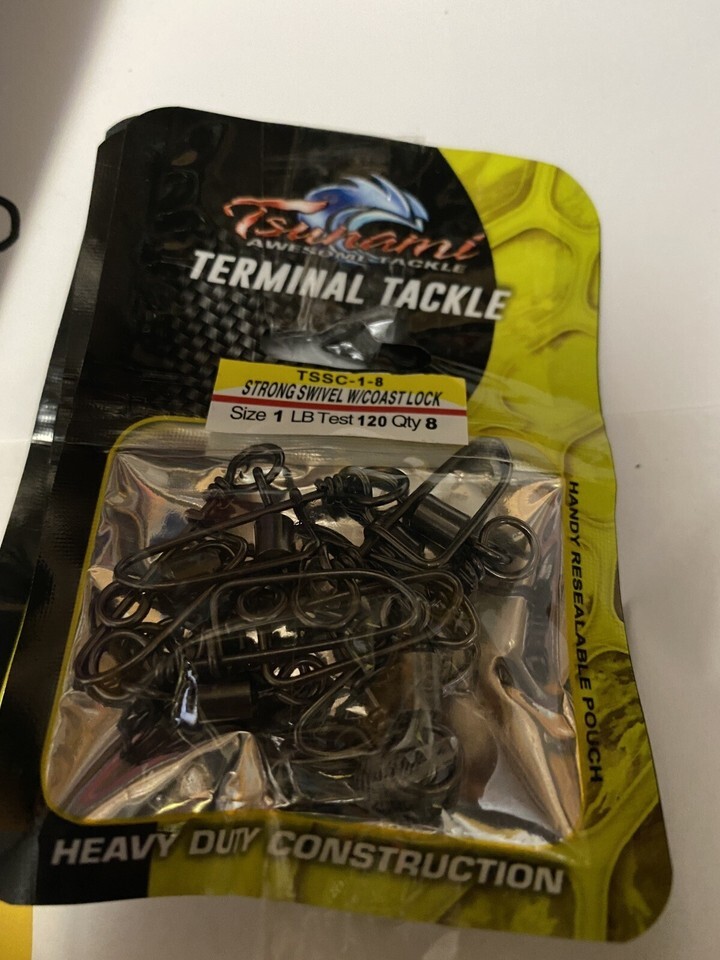 Tsunami
AWESOME TACKLE
TERMINAL TACKLE
TSSC-1-8
STRONG SWIVEL W/COAST LOCK
Size 1 LB Test 120 Qty 8
HANDY RESEALABLE POUCH
HEAVY DUTY CONSTRUCTION